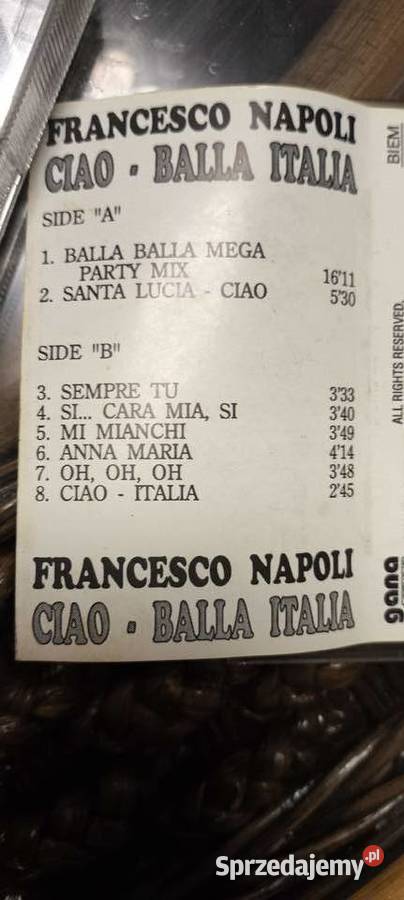 FRANCESCO NAPOLI
CIAO - BALLA ITALIA
SIDE "A"
1. BALLA BALLA MEGA
PARTY MIX 16'11
2. SANTA LUCIA - CIAO 5'30
SIDE "B"
3. SEMPRE TU 3'33
4. SI... CARA MIA, SI 3'40
5. MI MIANCHI 3'49
6. ANNA MARIA 4'14
7. OH, OH, OH 3'48
8. CIAO - ITALIA 2'45
FRANCESCO NAPOLI
CIAO - BALLA ITALIA
BIEM
ALL RIGHTS RESERVED.
gana
Sprzedajemy.pl